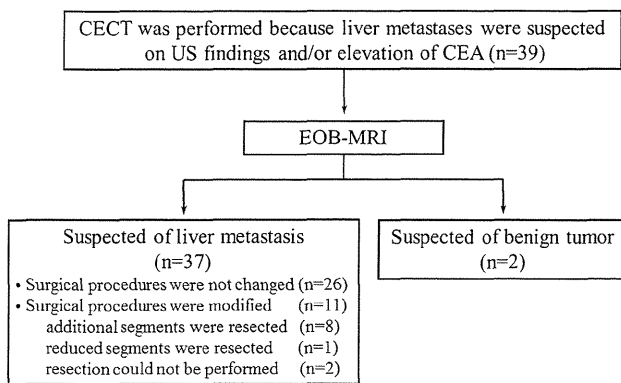 CECT was performed because liver metastases were suspected
on US findings and/or elevation of CEA (n=39)
EOB-MRI
Suspected of liver metastasis
(n=37)
• Surgical procedures were not changed (n=26)
• Surgical procedures were modified (n=11)
additional segments were resected (n=8)
reduced segments were resected (n=1)
resection could not be performed (n=2)
Suspected of benign tumor
(n=2)